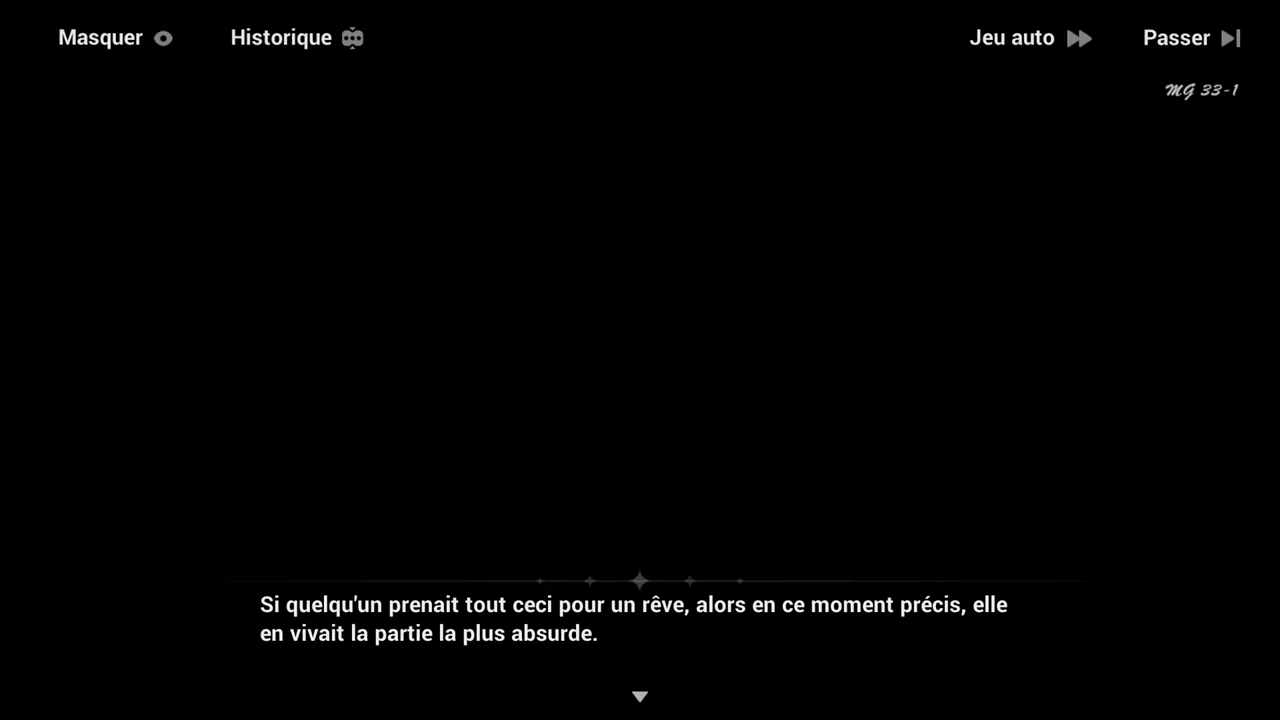 Masquer
Historique
Jeu auto
Passer
MG 33-1
Si quelqu'un prenait tout ceci pour un rêve, alors en ce moment précis, elle
en vivait la partie la plus absurde.